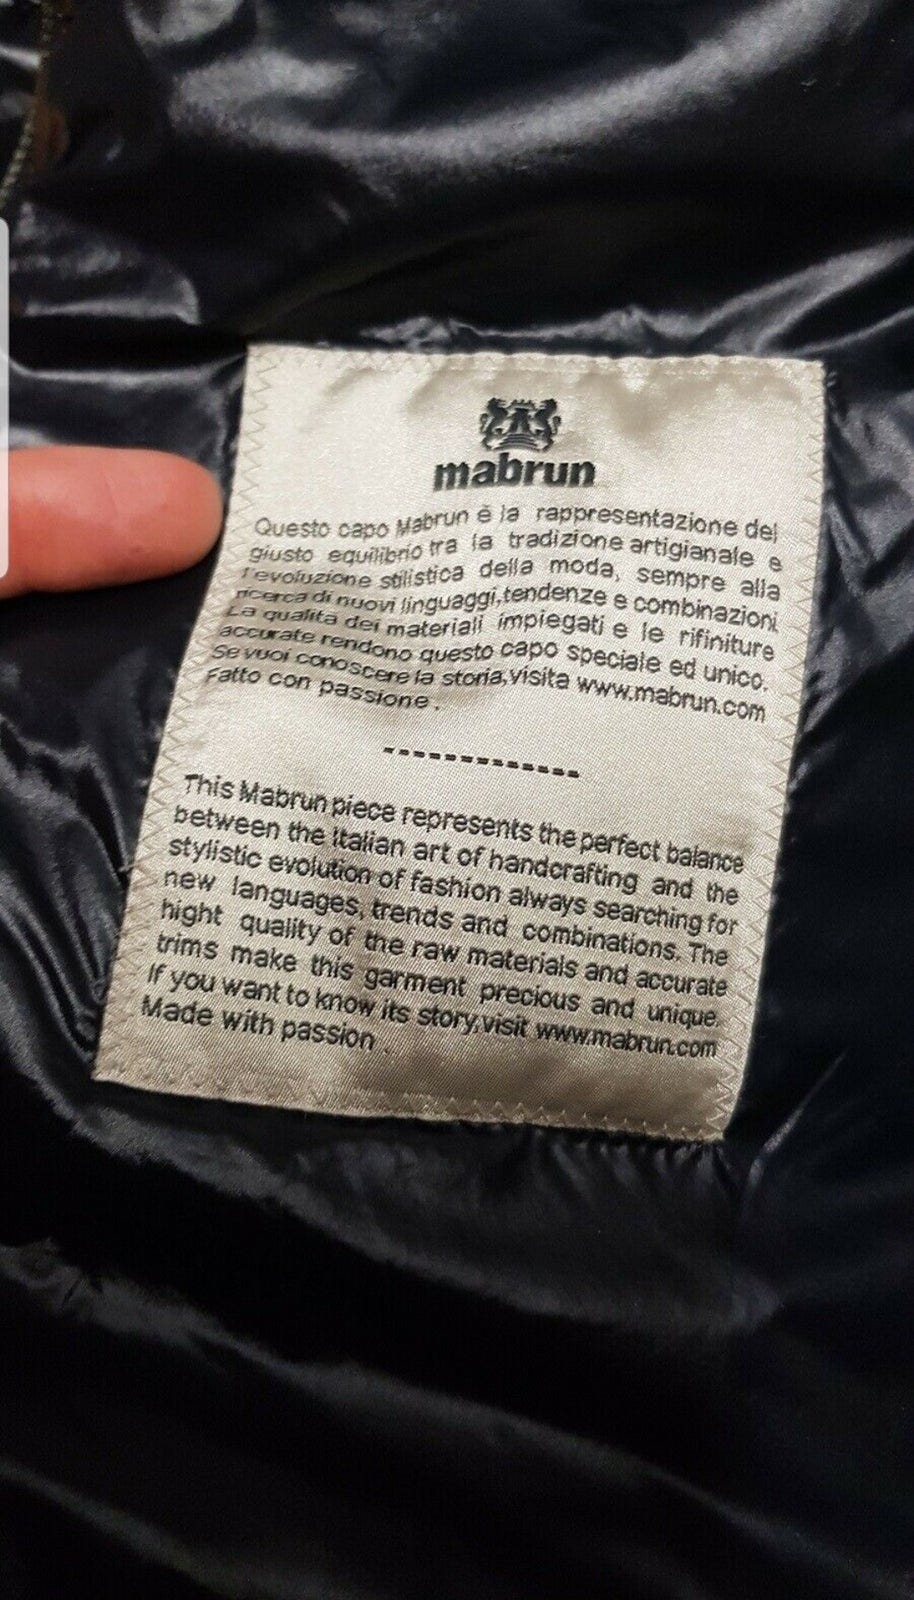 mabrun
Questo capo Mabrun è la rappresentazione del
giusto equilibrio tra la tradizione artigianale e
l'evoluzione stilistica della moda, sempre alla
ricerca di nuovi linguaggi,tendenze e combinazioni
La qualità dei materiali impiegati e le rifiniture
accurate rendono questo capo speciale ed unico.
Se vuoi conoscere la storia,visita www.mabrun.com
Fatto con passione.
-------------
This Mabrun piece represents the perfect balance
between the Italian art of handcrafting and the
stylistic evolution of fashion always searching for
new languages, trends and combinations. The
hight quality of the raw materials and accurate
trims make this garment precious and unique.
If you want to know its story,visit www.mabrun.com
Made with passion.